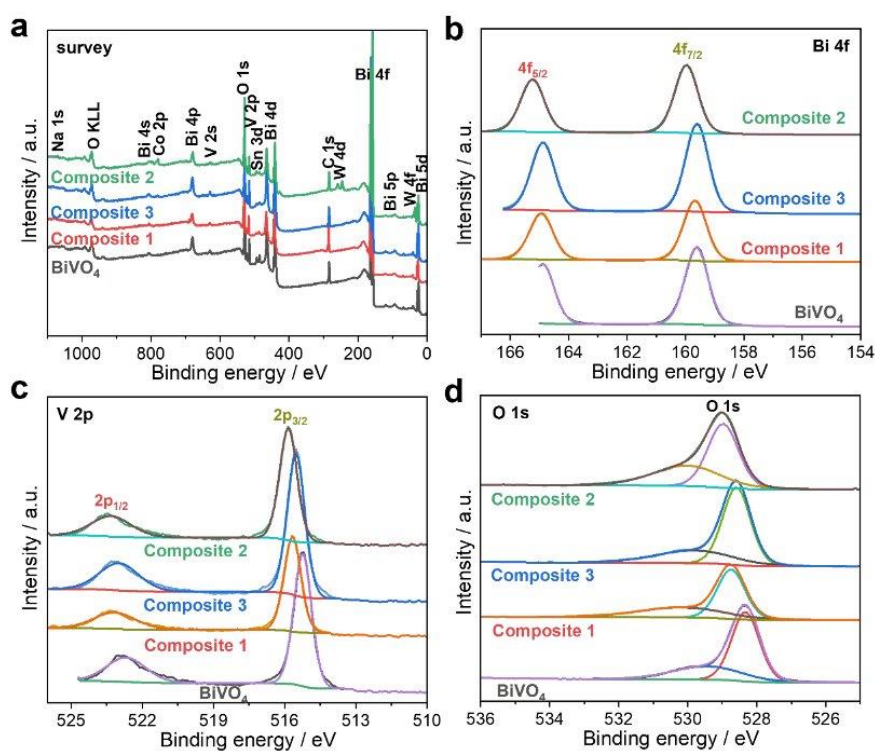 a
survey
Na 1s
O KLL
Bi 4s
Co 2p
Bi 4p
V 2s
O 1s
V 2p
Sn 3d
Bi 4d
C 1s
W 4d
Bi 4f
Bi 5p
W 4f
Bi 5d
Composite 2
Composite 3
Composite 1
BiVO₄
Intensity / a.u.
1000 800 600 400 200 0
Binding energy / eV
b
Bi 4f
4f₅/₂
4f₇/₂
Composite 2
Composite 3
Composite 1
BiVO₄
Intensity / a.u.
166 164 162 160 158 156 154
Binding energy / eV
c
V 2p
2p₁/₂
2p₃/₂
Composite 2
Composite 3
Composite 1
BiVO₄
Intensity / a.u.
525 522 519 516 513 510
Binding energy / eV
d
O 1s
O 1s
Composite 2
Composite 3
Composite 1
BiVO₄
Intensity / a.u.
536 534 532 530 528 526
Binding energy / eV